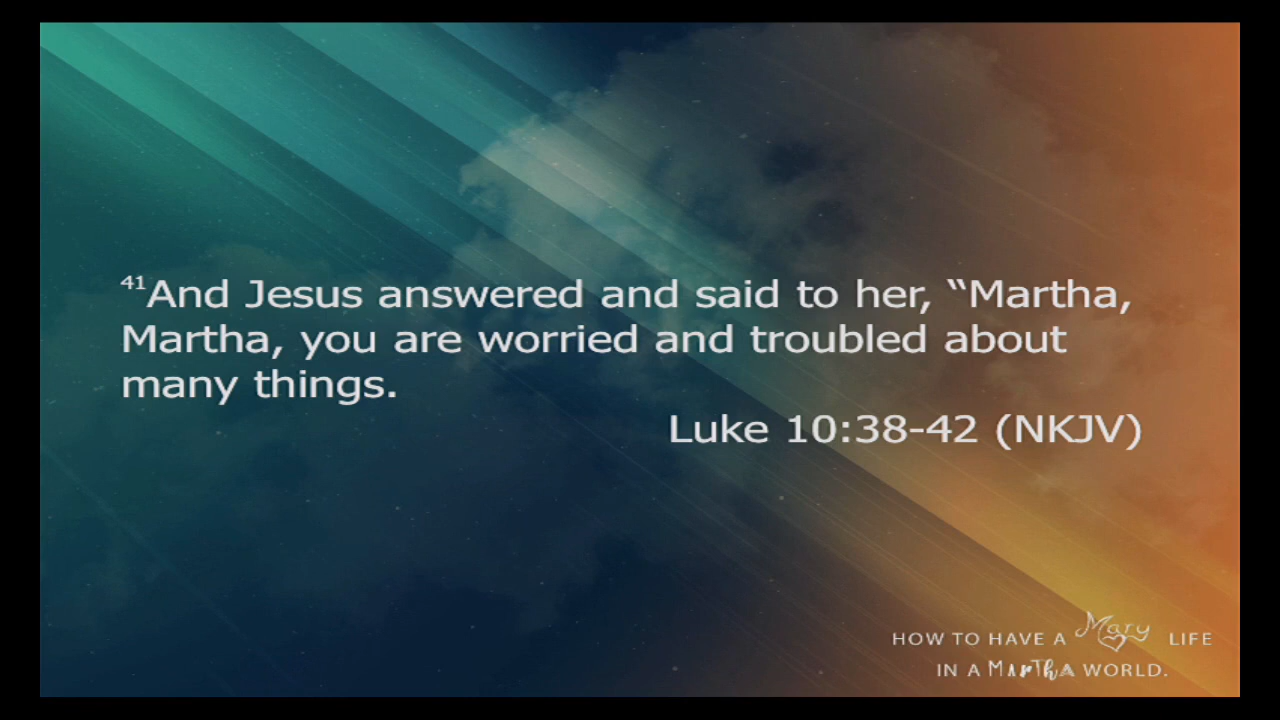 41And Jesus answered and said to her, “Martha,
Martha, you are worried and troubled about
many things.
Luke 10:38-42 (NKJV)
HOW TO HAVE A Mary LIFE
IN A MArThA WORLD.